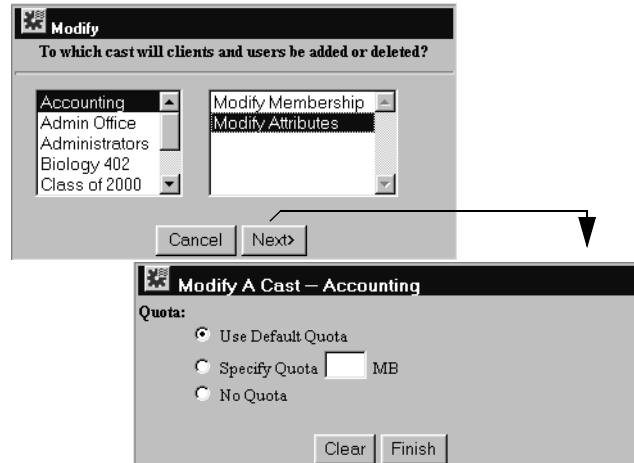 Modify
To which cast will clients and users be added or deleted?
Accounting
Admin Office
Administrators
Biology 402
Class of 2000
Modify Membership
Modify Attributes
Cancel
Next>
Modify A Cast – Accounting
Quota:
Use Default Quota
Specify Quota MB
No Quota
Clear
Finish